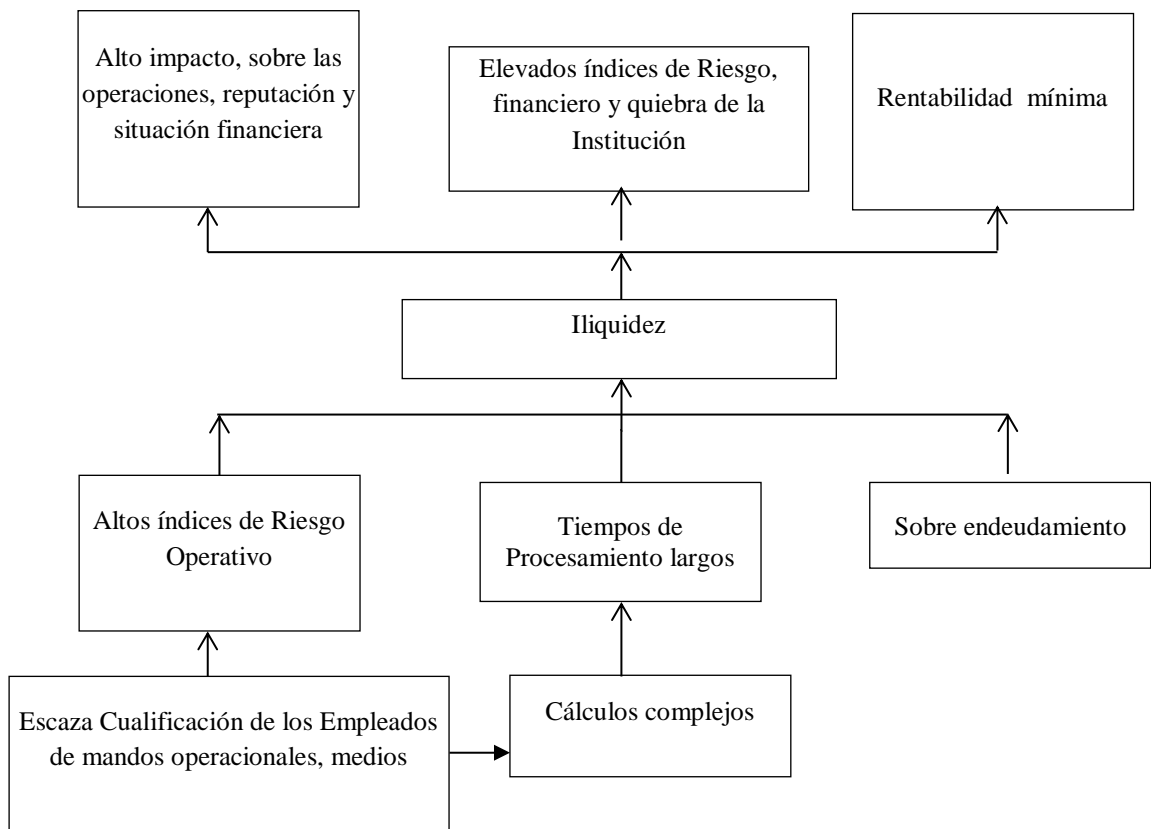 Alto impacto, sobre las
operaciones, reputación y
situación financiera
Elevados índices de Riesgo,
financiero y quiebra de la
Institución
Rentabilidad mínima
Iliquidez
Altos índices de Riesgo
Operativo
Tiempos de
Procesamiento largos
Sobre endeudamiento
Escaza Cualificación de los Empleados
de mandos operacionales, medios
Cálculos complejos